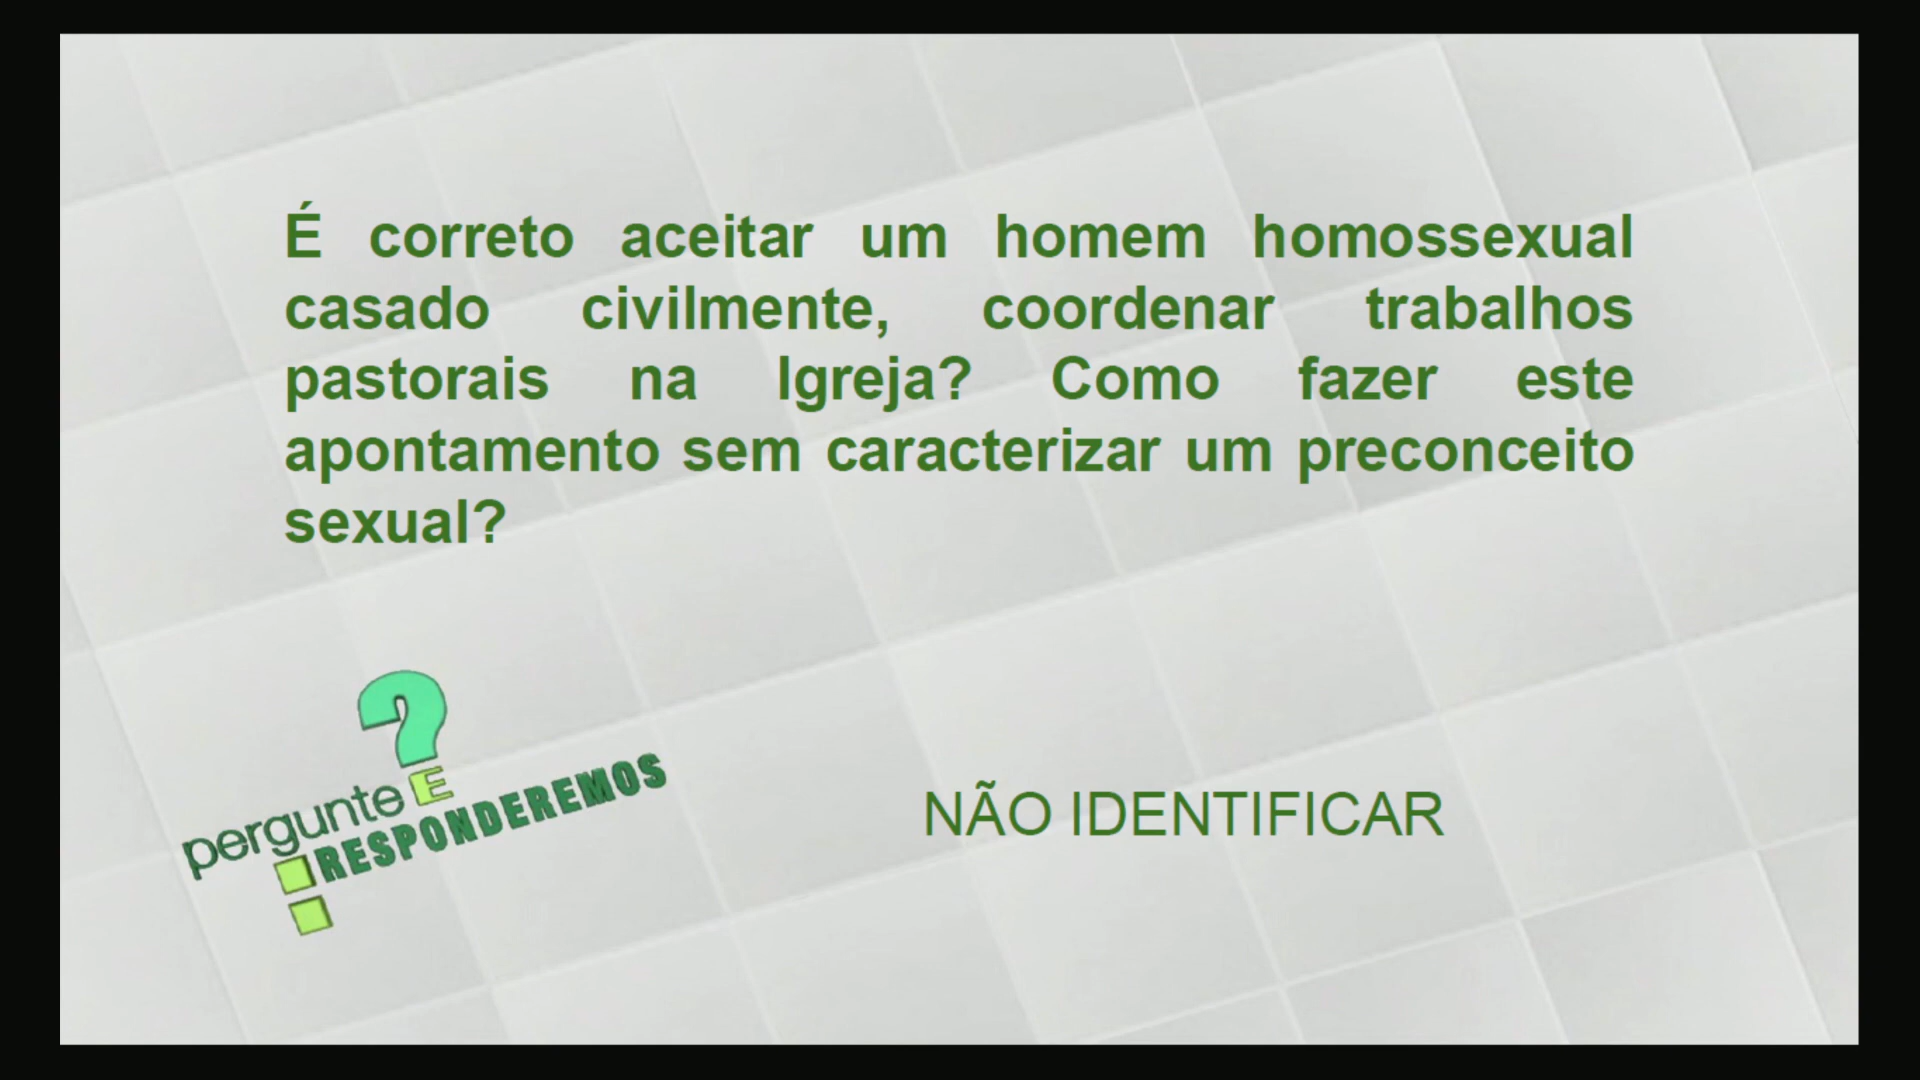 É correto aceitar um homem homossexual
casado civilmente, coordenar trabalhos
pastorais na Igreja? Como fazer este
apontamento sem caracterizar um preconceito
sexual?
pergunte E
RESPONDEREMOS
NÃO IDENTIFICAR